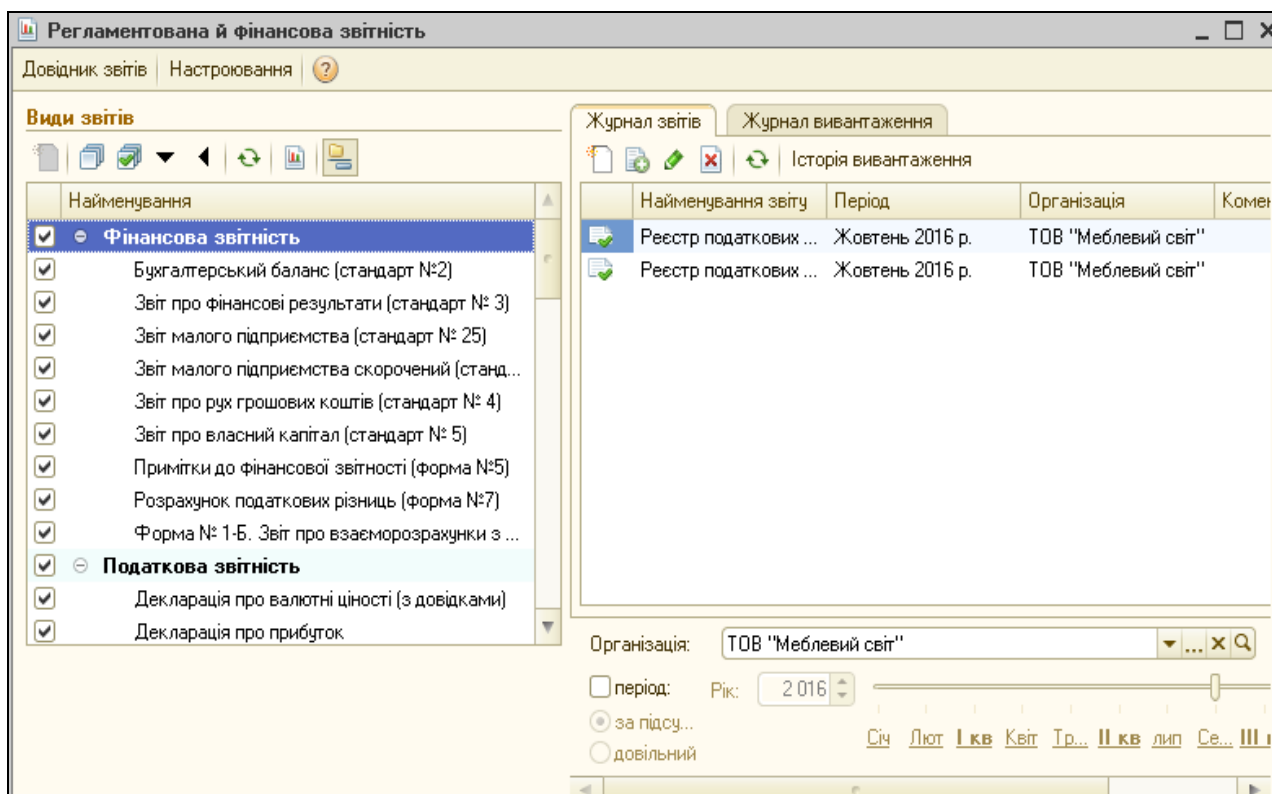 Регламентована й фінансова звітність
Довідник звітів Настроювання ?
Види звітів
Найменування
Фінансова звітність
Бухгалтерський баланс (стандарт №2)
Звіт про фінансові результати (стандарт № 3)
Звіт малого підприємства (стандарт № 25)
Звіт малого підприємства скорочений (станд...
Звіт про рух грошових коштів (стандарт № 4)
Звіт про власний капітал (стандарт № 5)
Примітки до фінансової звітності (форма №5)
Розрахунок податкових різниць (форма №7)
Форма № 1-Б. Звіт про взаєморозрахунки з ...
Податкова звітність
Декларація про валютні цінності (з довідками)
Декларація про прибуток
Журнал звітів Журнал вивантаження
Історія вивантаження
Найменування звіту Період Організація Комен
Реєстр податкових ... Жовтень 2016 р. ТОВ "Меблевий світ"
Реєстр податкових ... Жовтень 2016 р. ТОВ "Меблевий світ"
Організація: ТОВ "Меблевий світ"
період: Рік: 2 016
за підсу...
Січ Лют I кв Квіт Тр... II кв лип Се... III
довільний